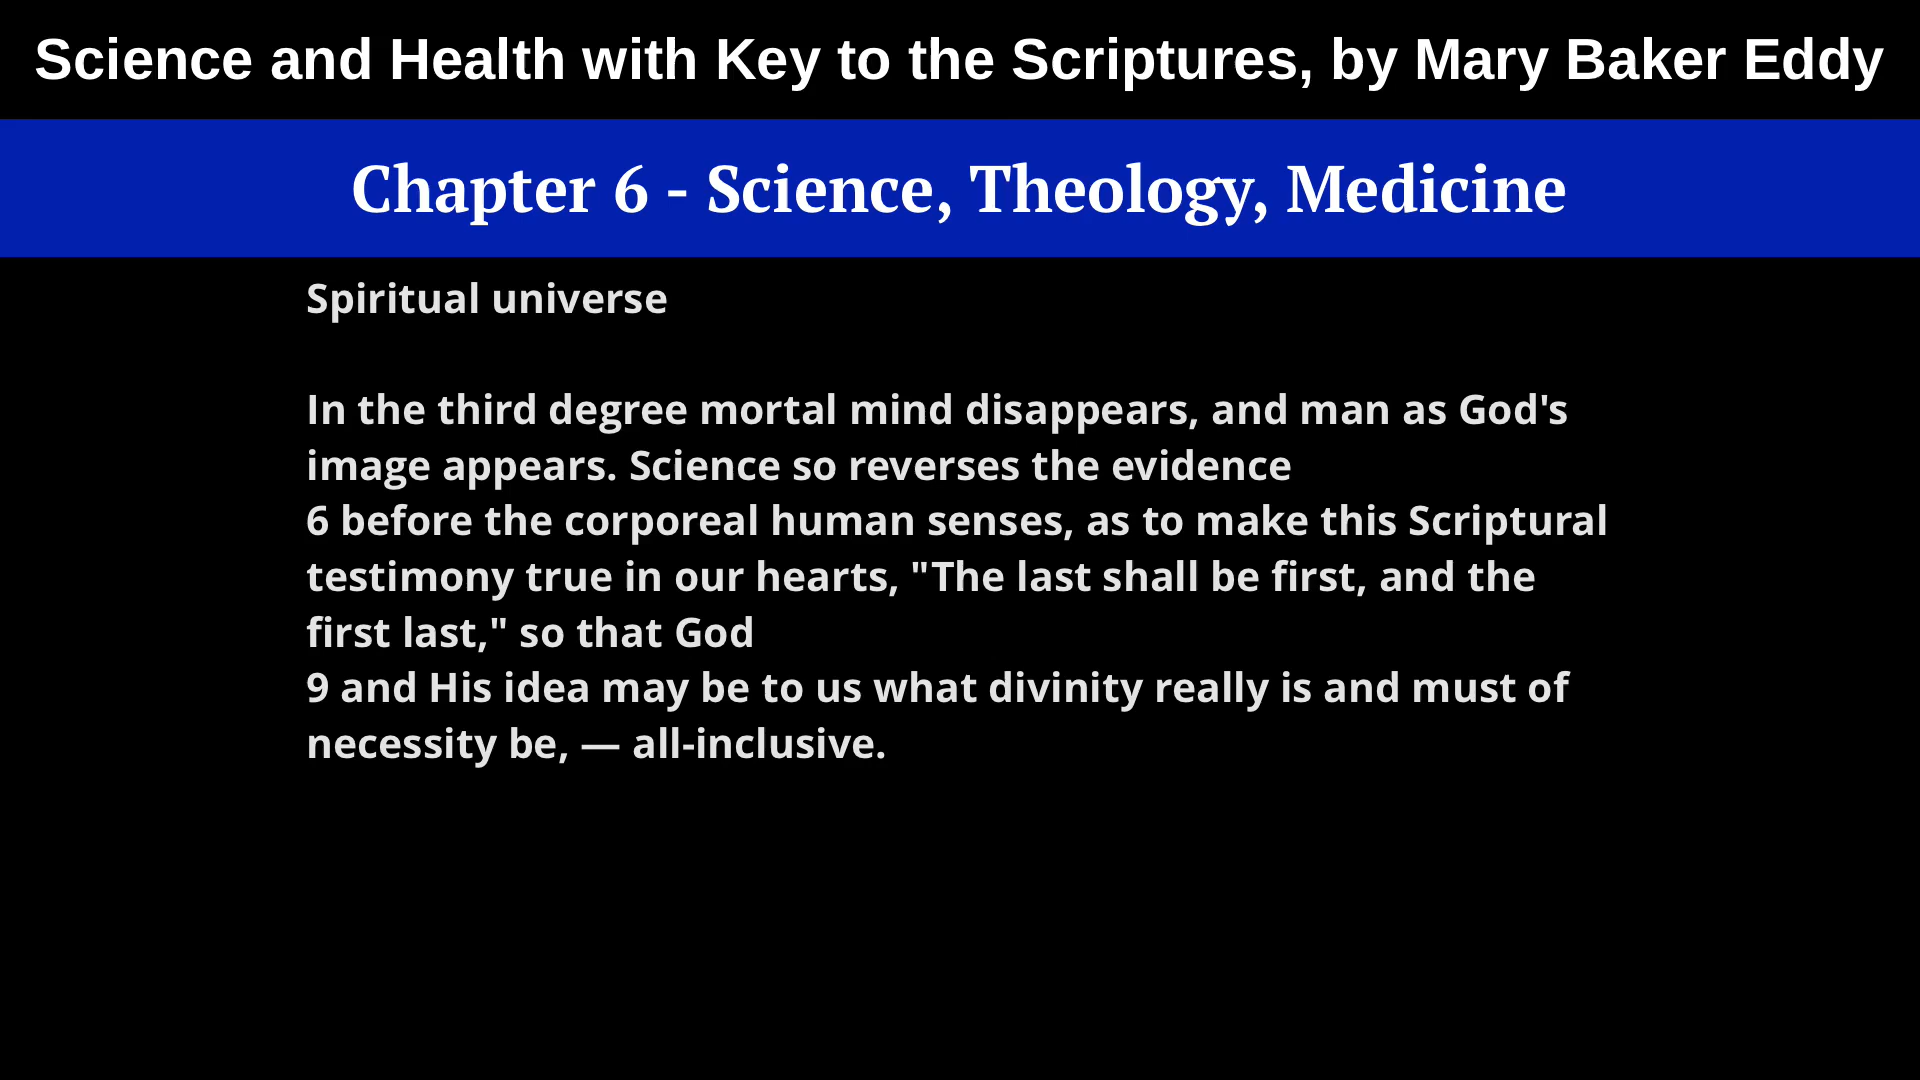 Science and Health with Key to the Scriptures, by Mary Baker Eddy
Chapter 6 - Science, Theology, Medicine
Spiritual universe
In the third degree mortal mind disappears, and man as God's
image appears. Science so reverses the evidence
6 before the corporeal human senses, as to make this Scriptural
testimony true in our hearts, "The last shall be first, and the
first last," so that God
9 and His idea may be to us what divinity really is and must of
necessity be, — all-inclusive.